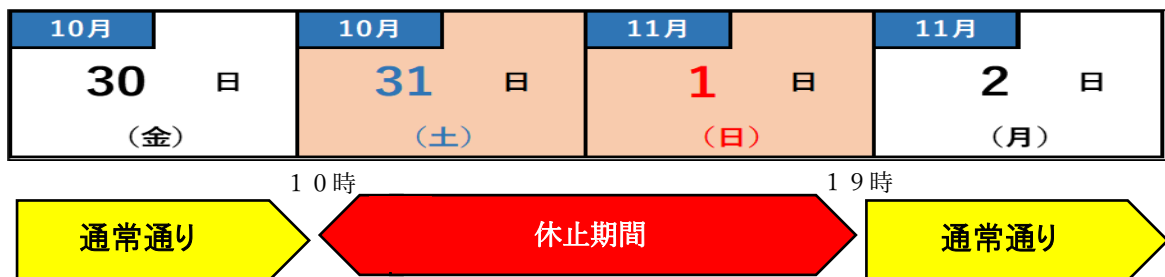 10月 10月 11月 11月
30 日 31 日 1 日 2 日
（金） （土） （日） （月）
１０時 １９時
通常通り 休止期間 通常通り